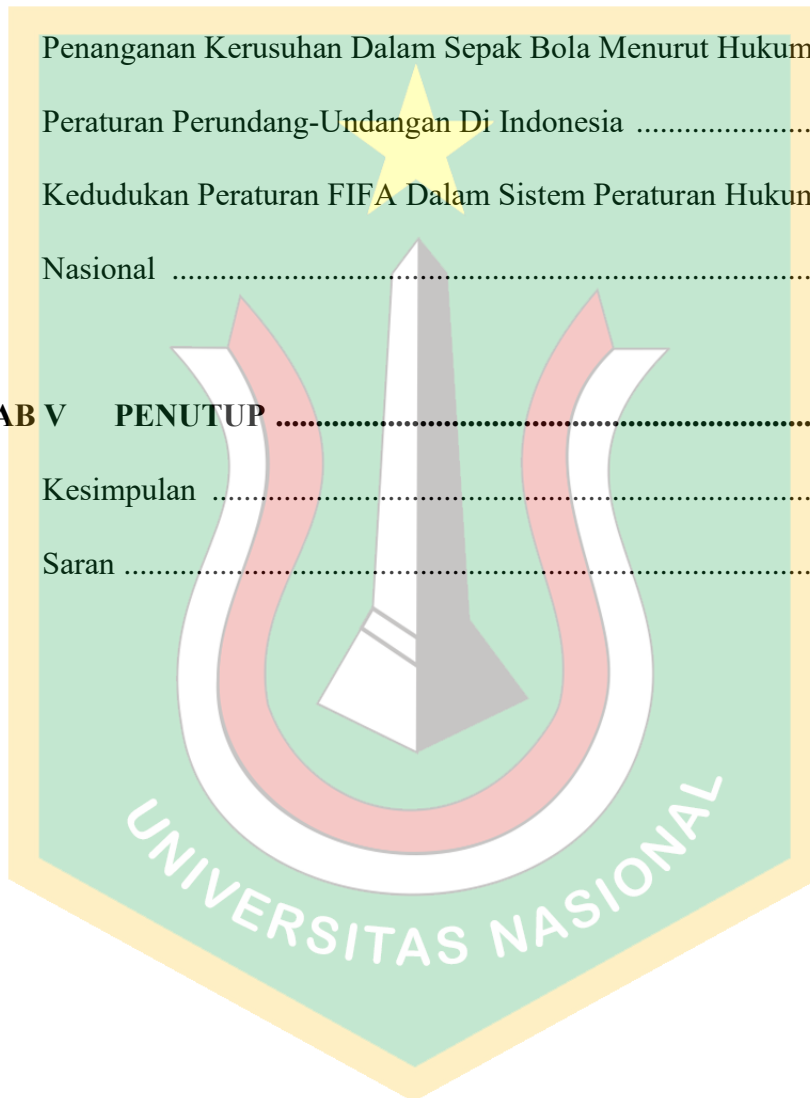 Penanganan Kerusuhan Dalam Sepak Bola Menurut Hukum
Peraturan Perundang-Undangan Di Indonesia ......................
Kedudukan Peraturan FIFA Dalam Sistem Peraturan Hukum
Nasional ................................................................................
AB V PENUTUP ..................................................................
Kesimpulan ..........................................................................
Saran .....................................................................................
UNIVERSITAS NASIONAL